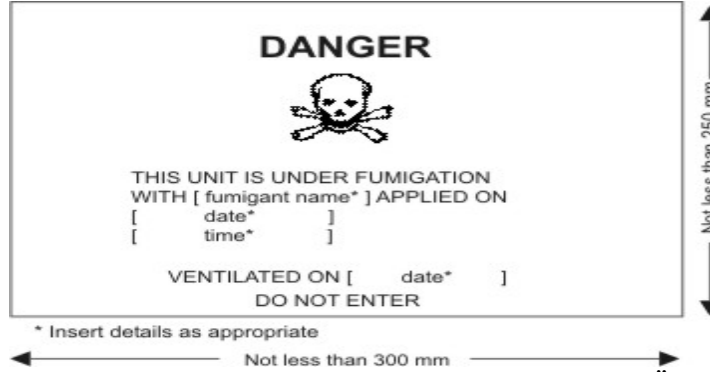 DANGER
THIS UNIT IS UNDER FUMIGATION
WITH [ fumigant name* ] APPLIED ON
[ date* ]
[ time* ]
VENTILATED ON [ date* ]
DO NOT ENTER
* Insert details as appropriate
Not less than 300 mm
Not less than 250 mm